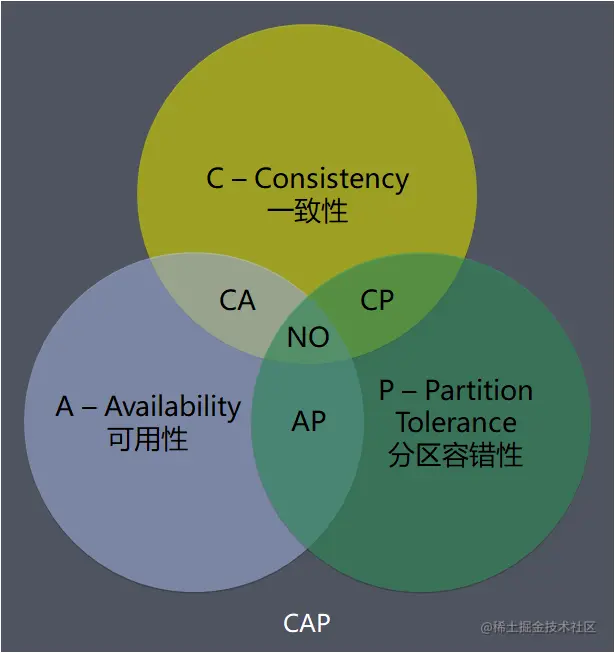 C – Consistency
一致性
CA
CP
NO
A – Availability
可用性
AP
P – Partition
Tolerance
分区容错性
CAP
@稀土掘金技术社区